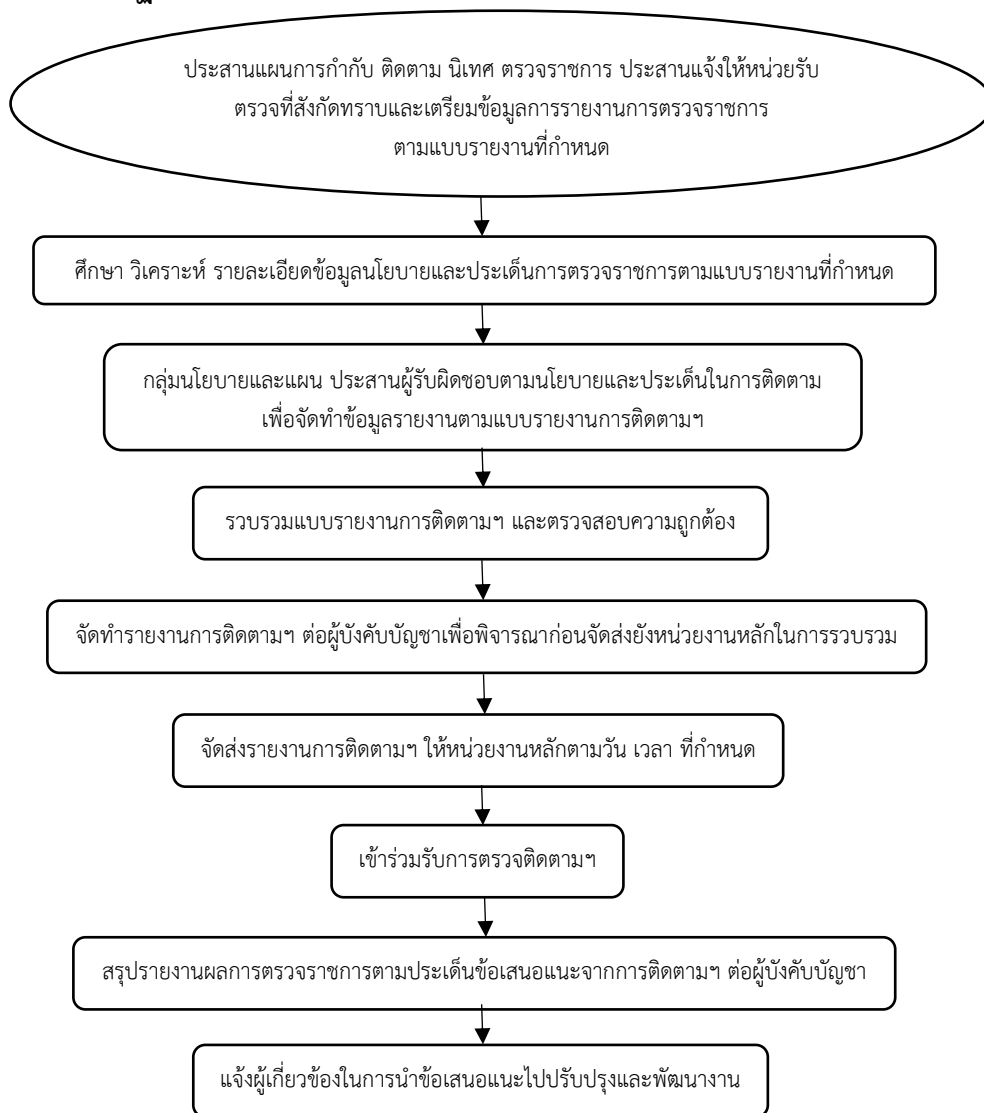 ประสานแผนการกำกับ ติดตาม นิเทศ ตรวจราชการ ประสานแจ้งให้หน่วยรับ
ตรวจที่สังกัดทราบและเตรียมข้อมูลการรายงานการตรวจราชการ
ตามแบบรายงานที่กำหนด
ศึกษา วิเคราะห์ รายละเอียดข้อมูลนโยบายและประเด็นการตรวจราชการตามแบบรายงานที่กำหนด
กลุ่มนโยบายและแผน ประสานผู้รับผิดชอบตามนโยบายและประเด็นในการติดตาม
เพื่อจัดทำข้อมูลรายงานตามแบบรายงานการติดตามฯ
รวบรวมแบบรายงานการติดตามฯ และตรวจสอบความถูกต้อง
จัดทำรายงานการติดตามฯ ต่อผู้บังคับบัญชาเพื่อพิจารณาก่อนจัดส่งยังหน่วยงานหลักในการรวบรวม
จัดส่งรายงานการติดตามฯ ให้หน่วยงานหลักตามวัน เวลา ที่กำหนด
เข้าร่วมรับการตรวจติดตามฯ
สรุปรายงานผลการตรวจราชการตามประเด็นข้อเสนอแนะจากการติดตามฯ ต่อผู้บังคับบัญชา
แจ้งผู้เกี่ยวข้องในการนำข้อเสนอแนะไปปรับปรุงและพัฒนางาน